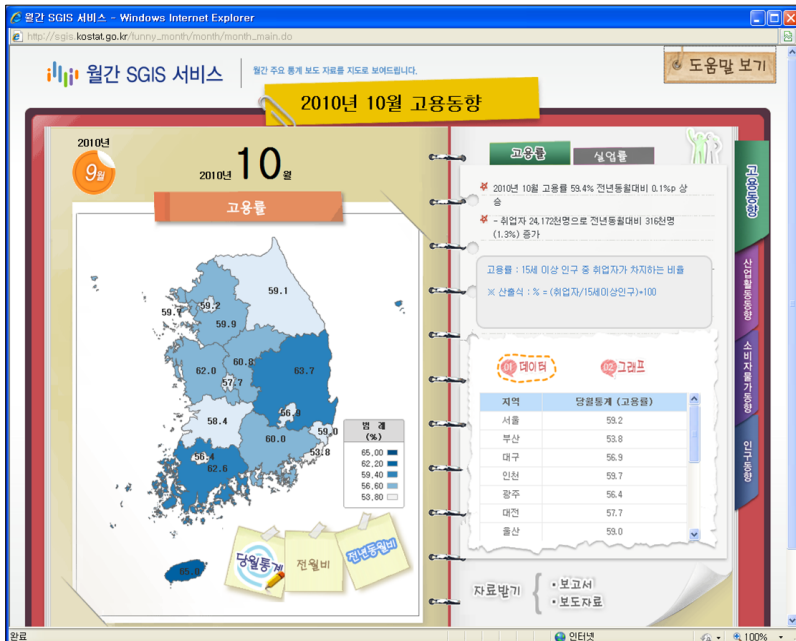 월간 SGIS 서비스 - Windows Internet Explorer
http://sgis.kostat.go.kr/funny_month/month/month_main.do
월간 SGIS 서비스
월간 주요 통계 보도 자료를 지도로 보여드립니다.
도움말 보기
2010년 10월 고용동향
2010년
9월
2010년 10월
고용률
59.1
59.2
59.7
59.9
60.8
62.0
63.7
57.7
56.9
58.4
59.0
60.0
53.8
56.4
62.6
65.0
범 례
(%)
65,00
62,20
59,40
56,60
53,80
당월통계
전월비
전년동월비
고용률
실업률
2010년 10월 고용률 59.4% 전년동월대비 0.1%p 상
승
- 취업자 24,172천명으로 전년동월대비 316천명
(1.3%) 증가
고용률 : 15세 이상 인구 중 취업자가 차지하는 비율
※ 산출식 : % = (취업자/15세이상인구)*100
01 데이터
02 그래프
지역 당월통계 (고용률)
서울 59.2
부산 53.8
대구 56.9
인천 59.7
광주 56.4
대전 57.7
울산 59.0
자료받기
· 보고서
· 보도자료
고용동향
산업활동동향
소비자물가동향
인구동향
완료
인터넷
100%